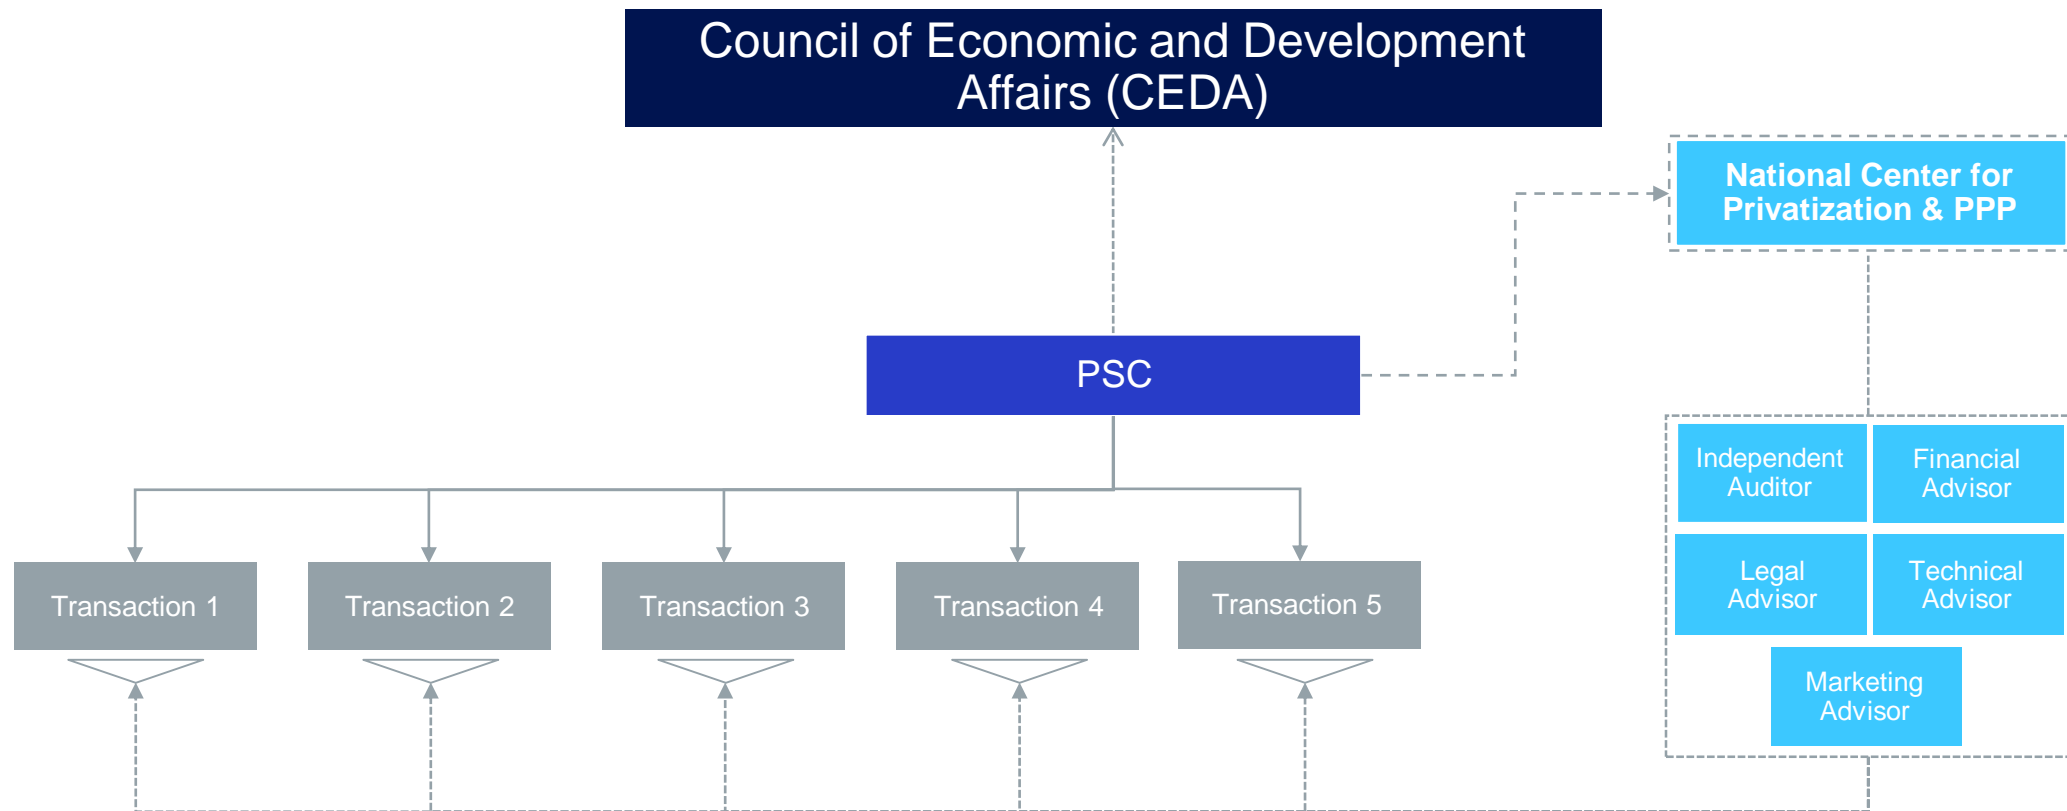 Council of Economic and Development
Affairs (CEDA)
National Center for
Privatization & PPP
PSC
Independent
Auditor
Financial
Advisor
Legal
Advisor
Technical
Advisor
Marketing
Advisor
Transaction 1
Transaction 2
Transaction 3
Transaction 4
Transaction 5